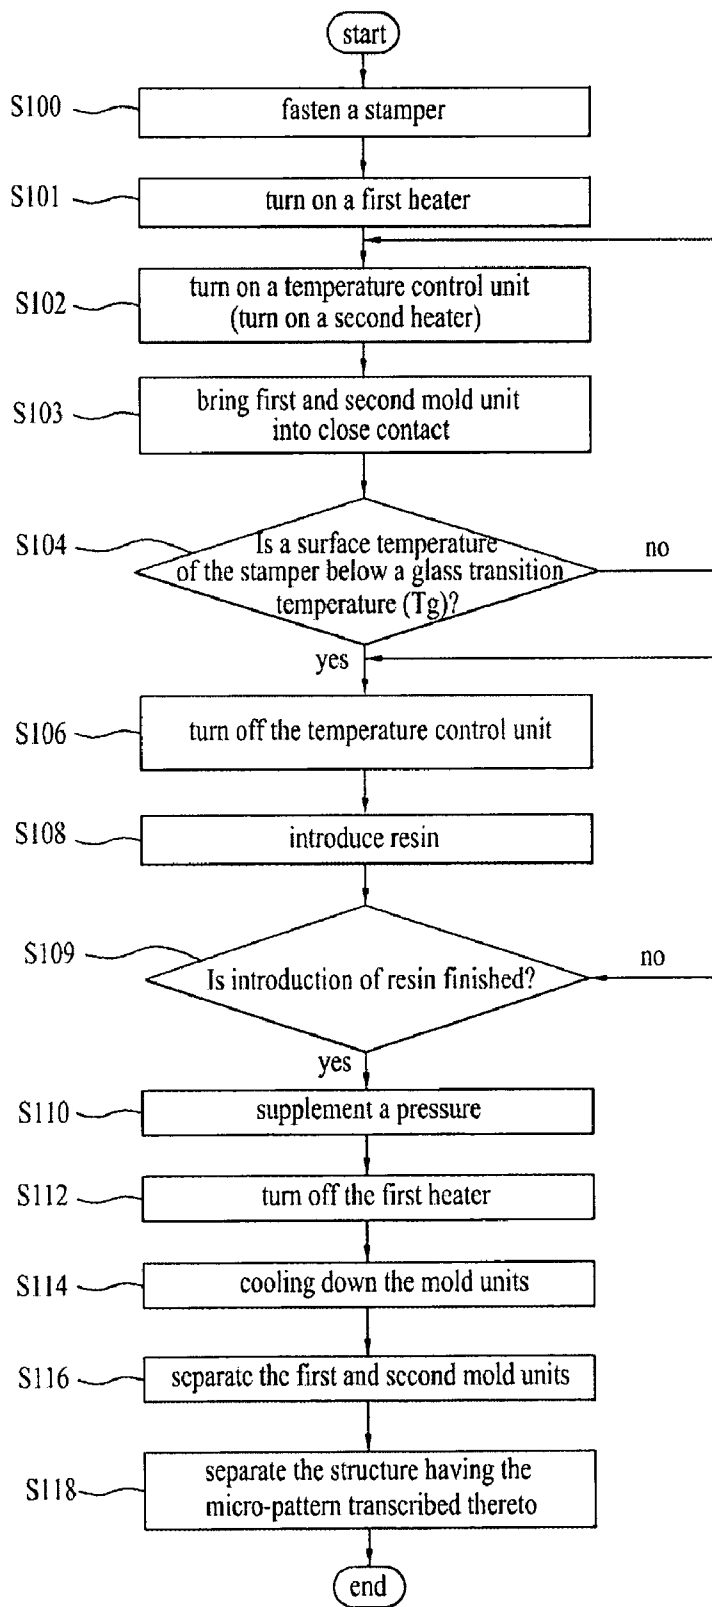 start
S100
fasten a stamper
S101
turn on a first heater
S102
turn on a temperature control unit
(turn on a second heater)
S103
bring first and second mold unit
into close contact
S104
Is a surface temperature
of the stamper below a glass transition
temperature (Tg)?
no
yes
S106
turn off the temperature control unit
S108
introduce resin
S109
Is introduction of resin finished?
no
yes
S110
supplement a pressure
S112
turn off the first heater
S114
cooling down the mold units
S116
separate the first and second mold units
S118
separate the structure having the
micro-pattern transcribed thereto
end